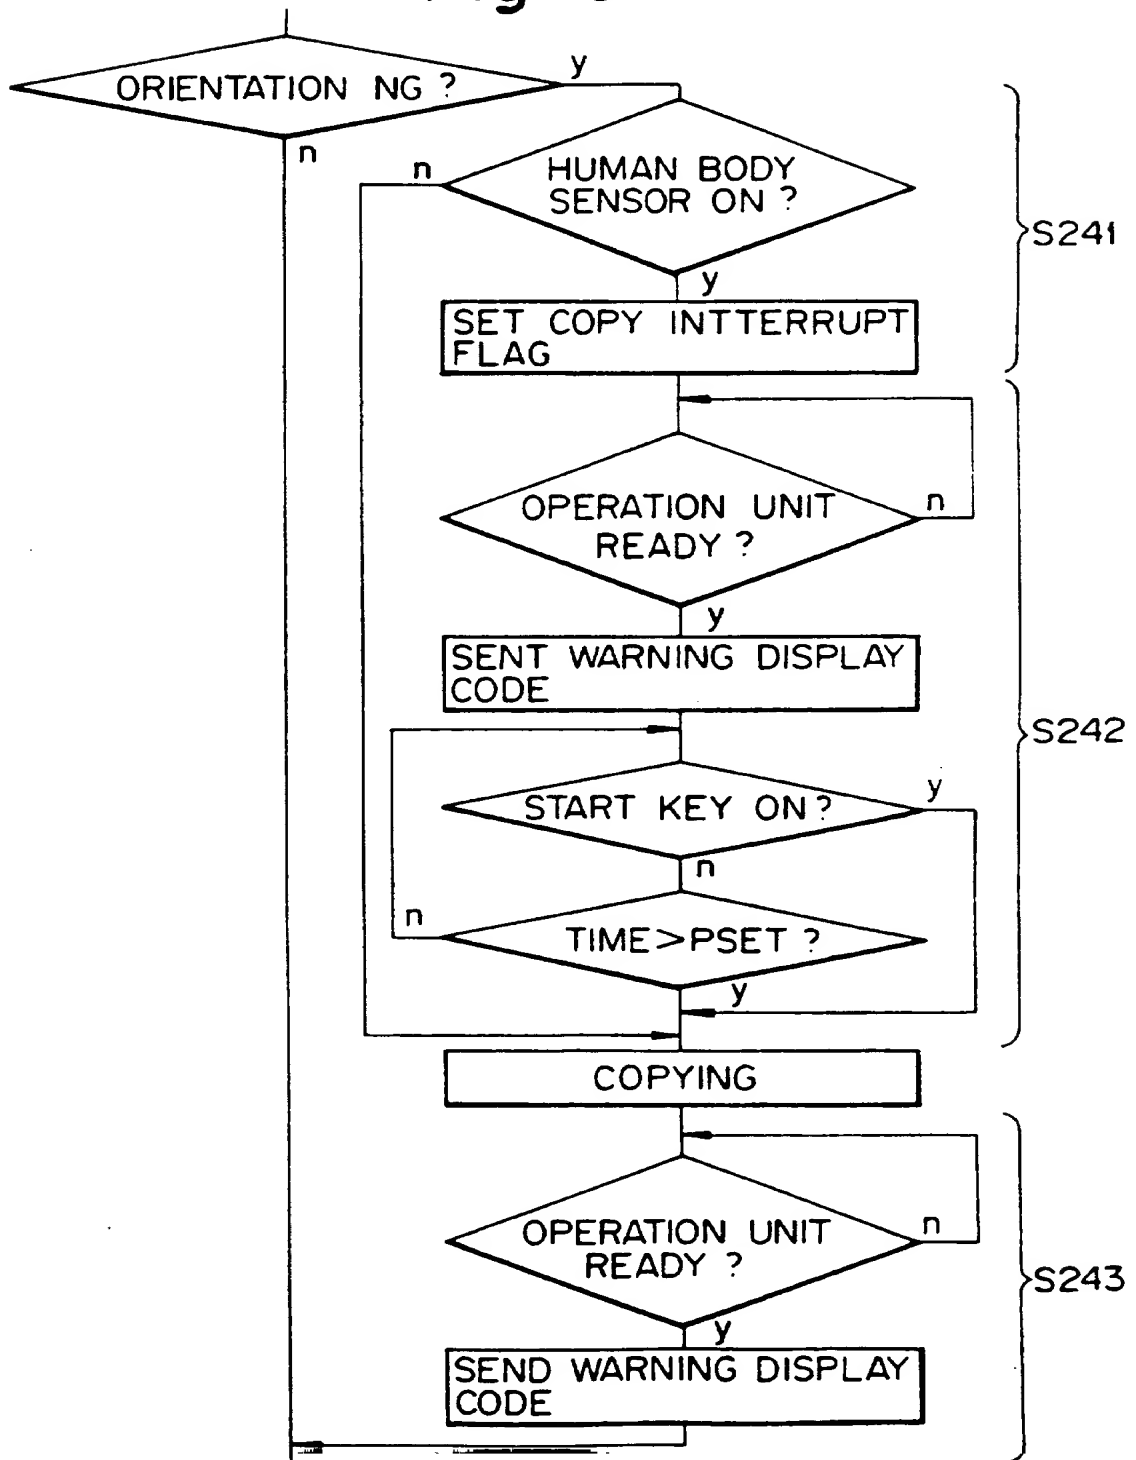 ORIENTATION NG ?
y
n
HUMAN BODY
SENSOR ON ?
n
y
S241
SET COPY INTTERRUPT
FLAG
OPERATION UNIT
READY ?
n
y
SENT WARNING DISPLAY
CODE
S242
START KEY ON ?
y
n
TIME>PSET ?
n
y
COPYING
OPERATION UNIT
READY ?
n
y
S243
SEND WARNING DISPLAY
CODE